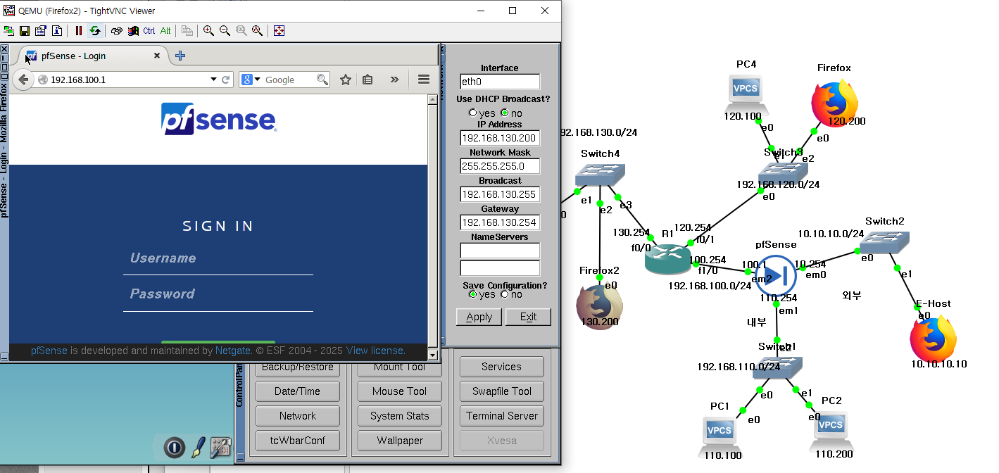 QEMU (Firefox2) - TightVNC Viewer
Ctrl Alt
pfSense - Login
192.168.100.1
Google
pfSense - Login - Mozilla Firefox
pfsense
SIGN IN
Username
Password
pfSense is developed and maintained by Netgate. © ESF 2004 - 2025 View license.
Interface
eth0
Use DHCP Broadcast?
yes no
IP Address
192.168.130.200
Network Mask
255.255.255.0
Broadcast
192.168.130.255
Gateway
192.168.130.254
NameServers
Save Configuration?
yes no
Apply Exit
ControlPan
Backup/Restore Mount Tool Services
Date/Time Mouse Tool Swapfile Tool
Network System Stats Terminal Server
tcWbarConf Wallpaper Xvesa
92.168.130.0/24
Switch4
e1
e2
e3
0
Firefox2
e0
130.200
130.254
f0/0
R1
120.254
f0/1
100.254
f1/0
192.168.100.0/24
PC4
VPCS
120.100
e0
Firefox
120.200
e0
Switch3
e1
e2
192.168.120.0/24
e0
pfSense
100.1
em2
10.254
em0
110.254
em1
내부
외부
10.10.10.0/24
Switch2
e0
e1
E-Host
e0
10.10.10.10
Switch1
e2
192.168.110.0/24
e0
e1
PC1
e0
VPCS
110.100
PC2
e0
VPCS
110.200